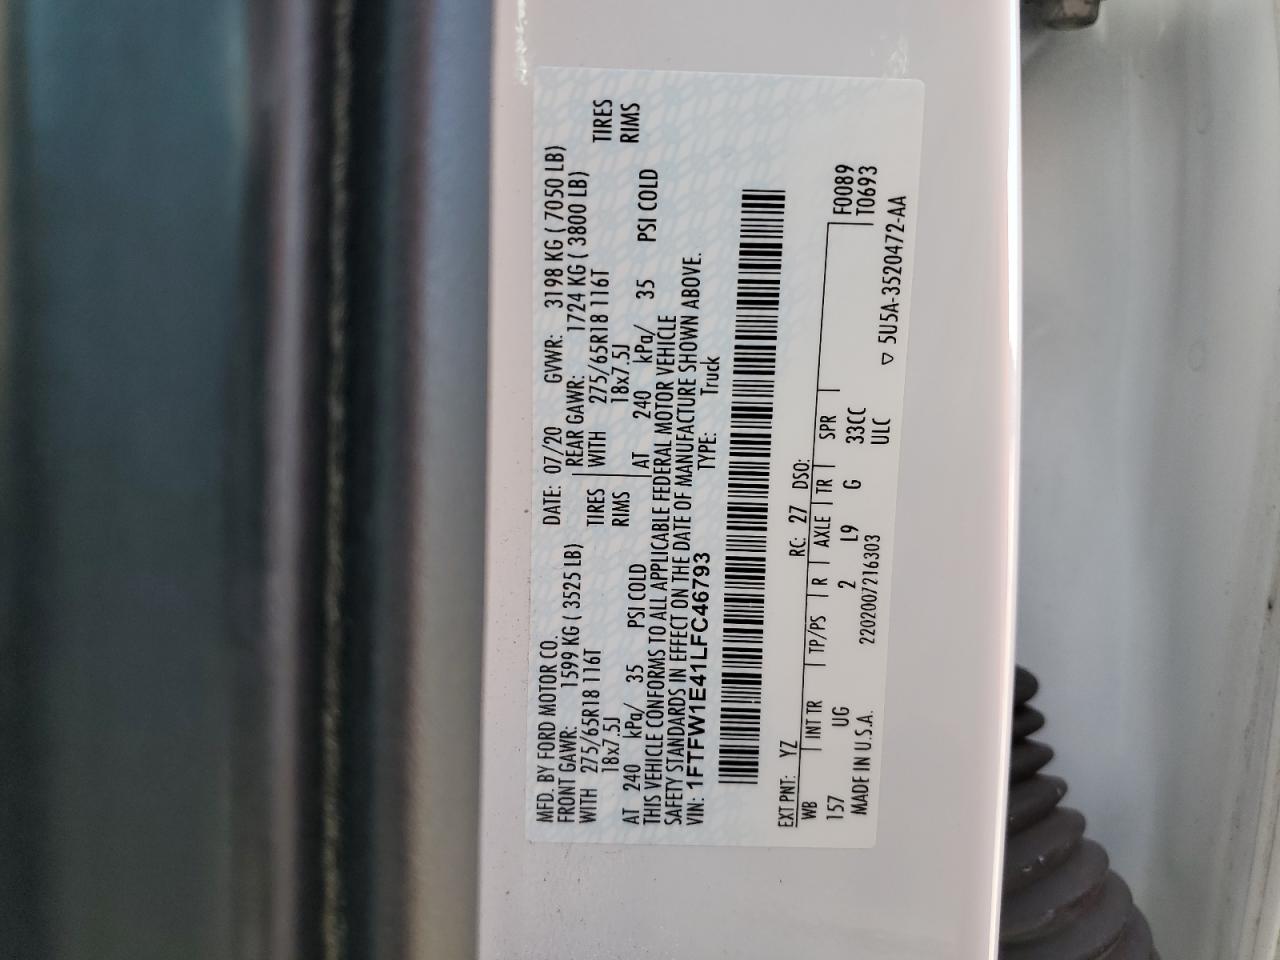 MFD. BY FORD MOTOR CO. DATE: 07/20 GVWR: 3198 KG ( 7050 LB)
FRONT GAWR: 1599 KG ( 3525 LB) REAR GAWR: 1724 KG ( 3800 LB)
WITH 275/65R18 116T TIRES WITH 275/65R18 116T TIRES
18x7.5J RIMS 18x7.5J RIMS
AT 240 kPa/ 35 PSI COLD AT 240 kPa/ 35 PSI COLD
THIS VEHICLE CONFORMS TO ALL APPLICABLE FEDERAL MOTOR VEHICLE
SAFETY STANDARDS IN EFFECT ON THE DATE OF MANUFACTURE SHOWN ABOVE.
VIN: 1FTFW1E41LFC46793 TYPE: Truck
EXT PNT: YZ RC: 27 DSO:
WB INT TR TP/PS R AXLE TR SPR F0089
157 UG 2 L9 G 33CC T0693
MADE IN U.S.A. 2202007216303 ULC
▽ 5U5A-3520472-AA